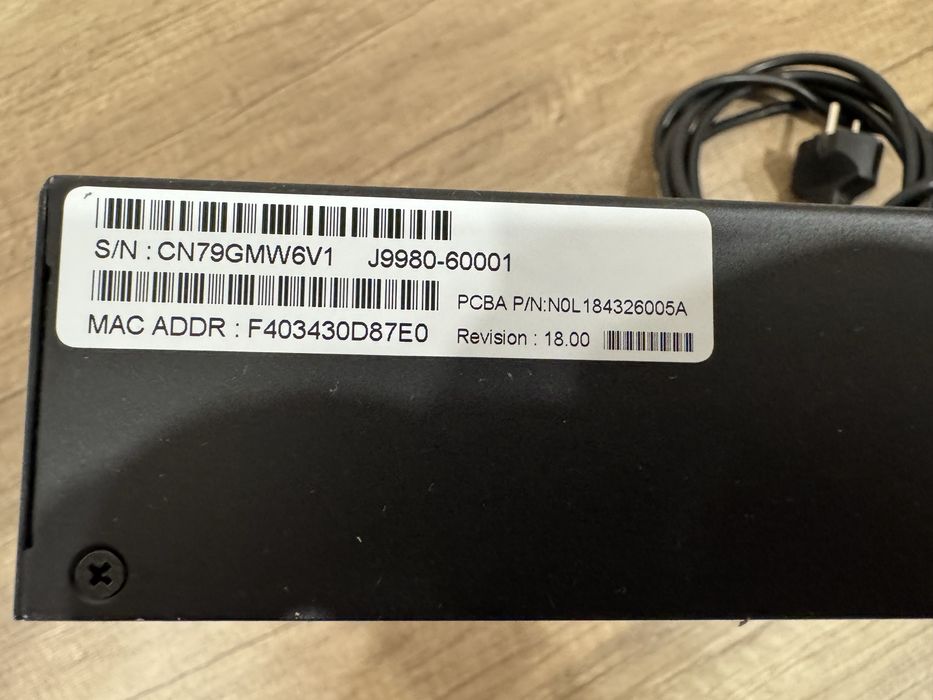 S/N : CN79GMW6V1 J9980-60001
PCBA P/N:N0L184326005A
MAC ADDR : F403430D87E0 Revision : 18.00